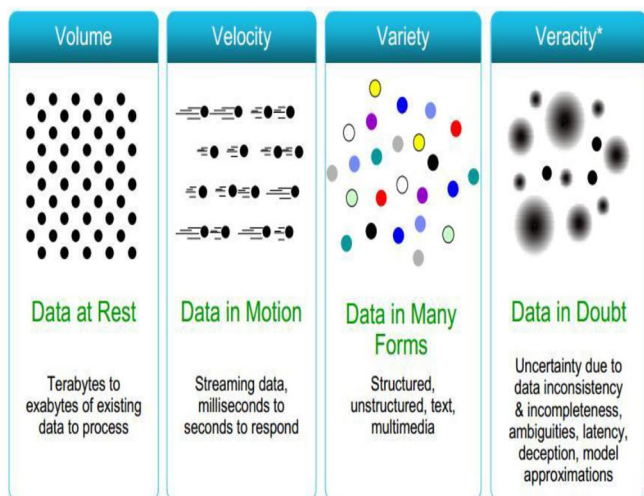 Volume
Data at Rest
Terabytes to
exabytes of existing
data to process
Velocity
Data in Motion
Streaming data,
milliseconds to
seconds to respond
Variety
Data in Many
Forms
Structured,
unstructured, text,
multimedia
Veracity*
Data in Doubt
Uncertainty due to
data inconsistency
& incompleteness,
ambiguities, latency,
deception, model
approximations